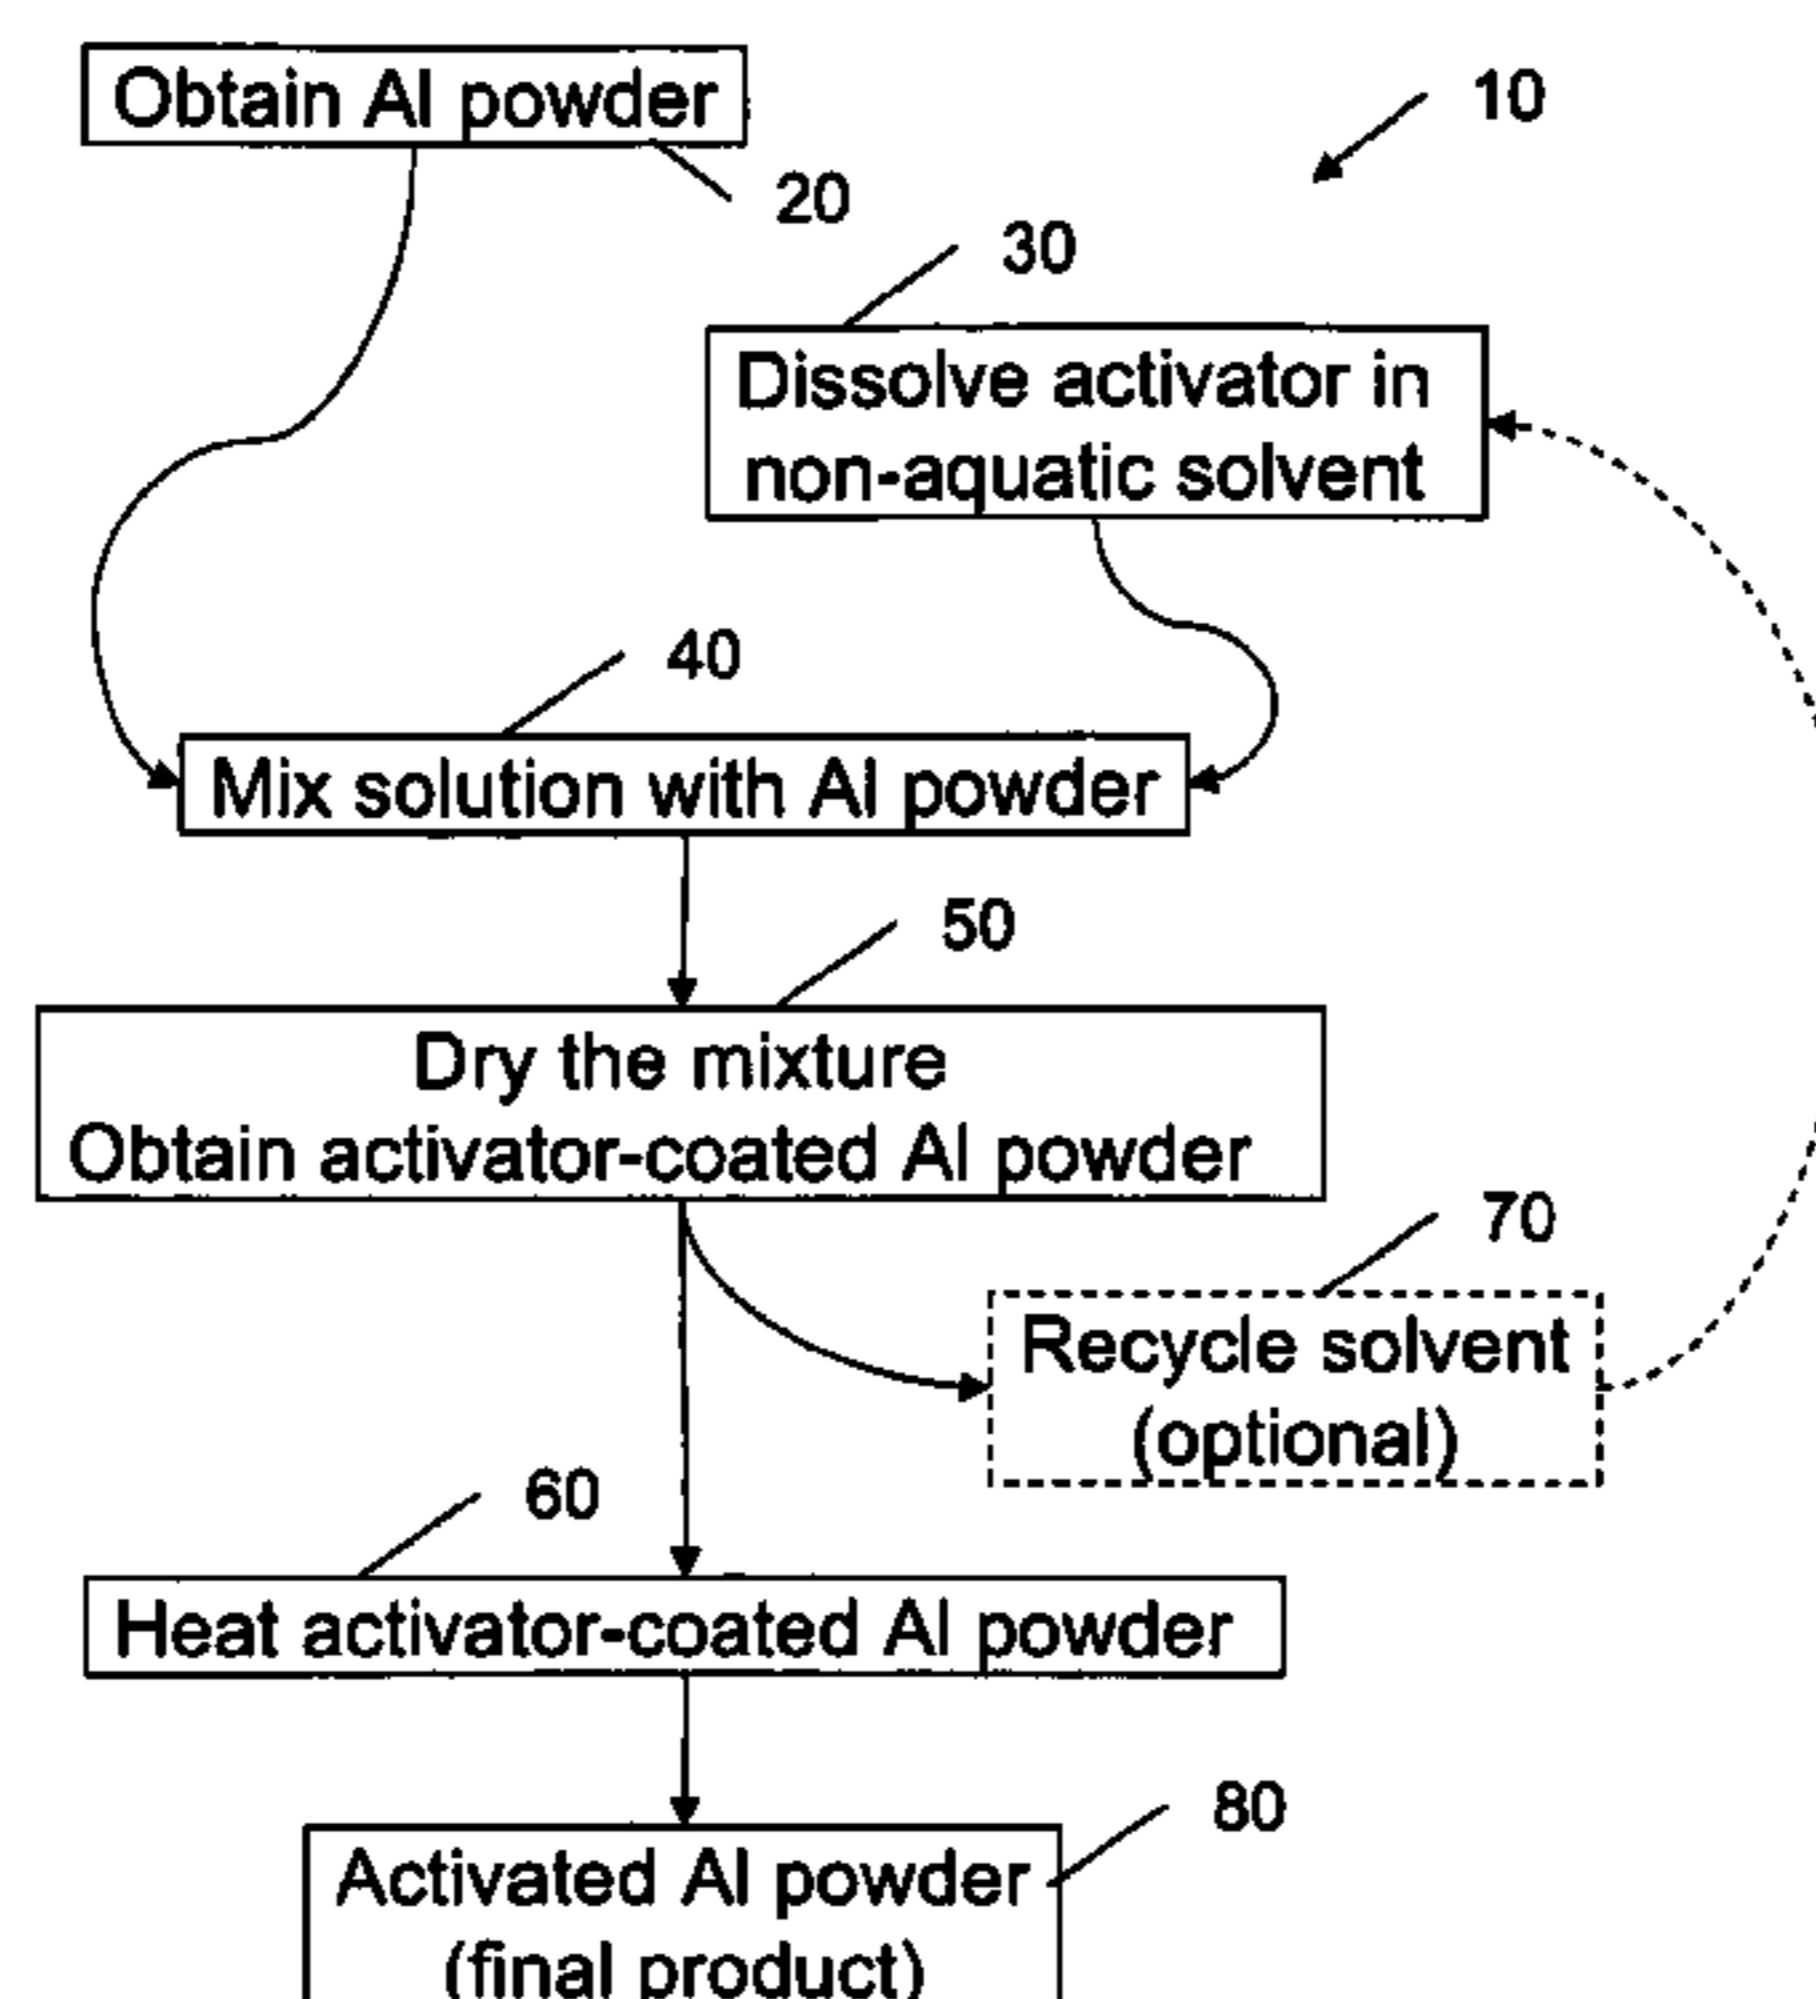 Obtain Al powder
10
20
30
Dissolve activator in
non-aquatic solvent
40
Mix solution with Al powder
50
Dry the mixture
Obtain activator-coated Al powder
70
Recycle solvent
(optional)
60
Heat activator-coated Al powder
80
Activated Al powder
(final product)